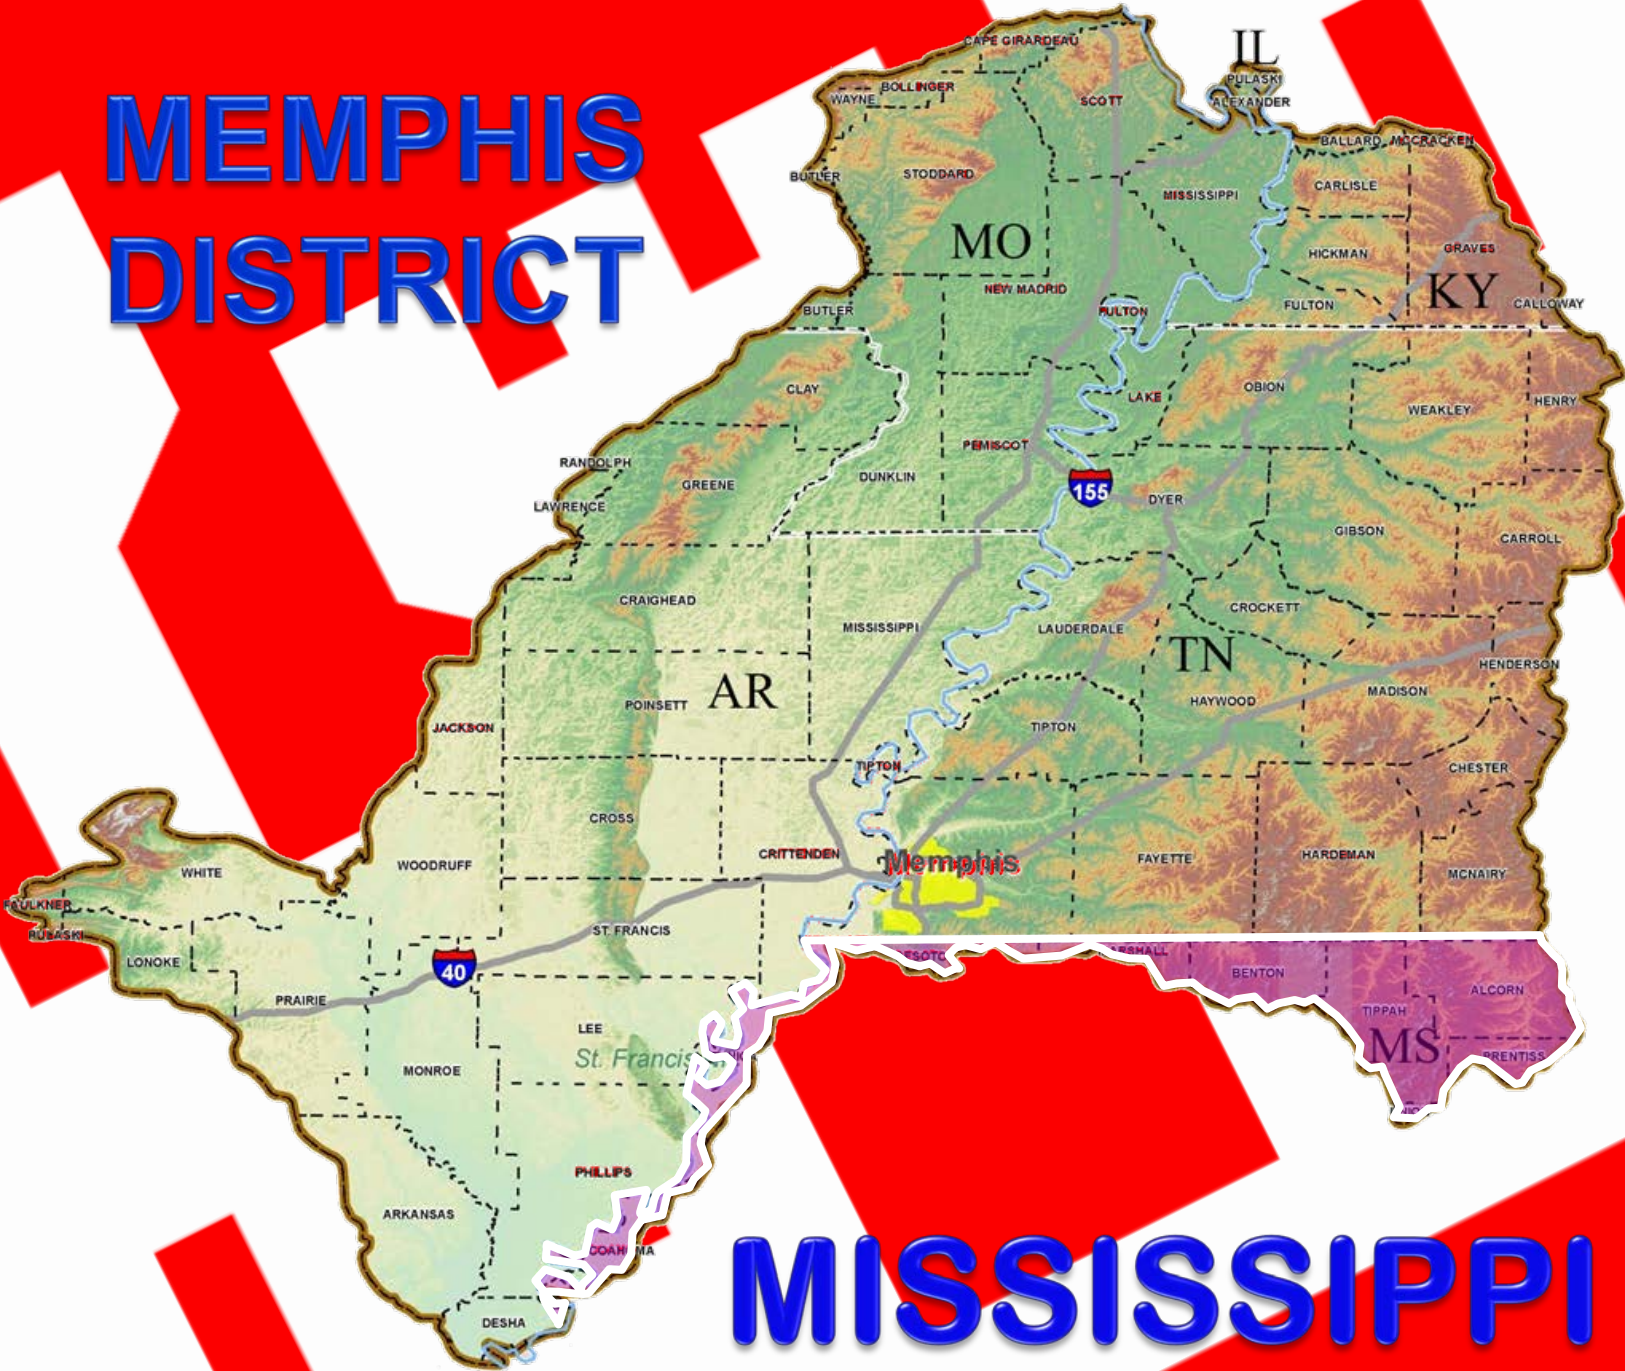 MEMPHIS
DISTRICT
IL
PULASKI
ALEXANDER
CAPE GIRARDEAU
BOLLINGER
WAYNE
SCOTT
BUTLER
STODDARD
MISSISSIPPI
BALLARD
MCCRACKEN
CARLISLE
MO
HICKMAN
GRAVES
KY
NEW MADRID
FULTON
FULTON
CALLOWAY
BUTLER
CLAY
LAKE
OBION
WEAKLEY
HENRY
PEMISCOT
RANDOLPH
GREENE
DUNKLIN
155
DYER
LAWRENCE
GIBSON
CARROLL
CRAIGHEAD
MISSISSIPPI
LAUDERDALE
CROCKETT
TN
HENDERSON
POINSETT
AR
HAYWOOD
MADISON
JACKSON
TIPTON
TIPTON
CHESTER
CROSS
WOODRUFF
WHITE
CRITTENDEN
Memphis
FAYETTE
HARDEMAN
MCNAIRY
FAULKNER
PULASKI
ST. FRANCIS
LONOKE
40
PRAIRIE
BENTON
ALCORN
TIPPAH
LEE
MS
PRENTISS
St. Francis
MONROE
PHILLIPS
ARKANSAS
COAHOMA
DESHA
MISSISSIPPI